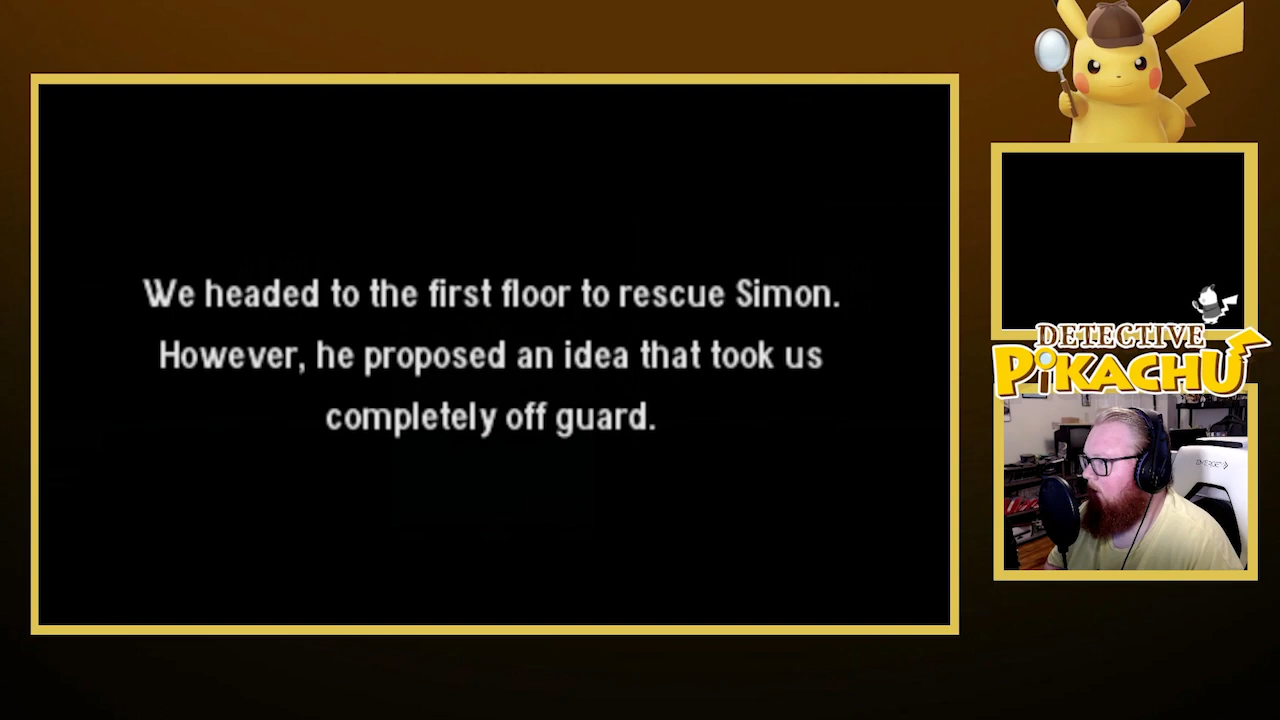 We headed to the first floor to rescue Simon.
However, he proposed an idea that took us
completely off guard.
DETECTIVE
PiKACHU
EMERGE